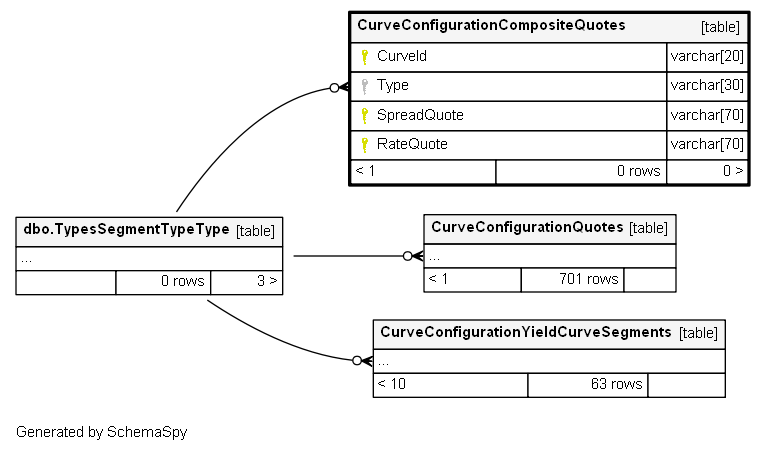 CurveConfigurationCompositeQuotes [table]
CurveId varchar[20]
Type varchar[30]
SpreadQuote varchar[70]
RateQuote varchar[70]
< 1 0 rows 0 >
dbo.TypesSegmentTypeType [table]
...
0 rows 3 >
CurveConfigurationQuotes [table]
...
< 1 701 rows
CurveConfigurationYieldCurveSegments [table]
...
< 10 63 rows
Generated by SchemaSpy